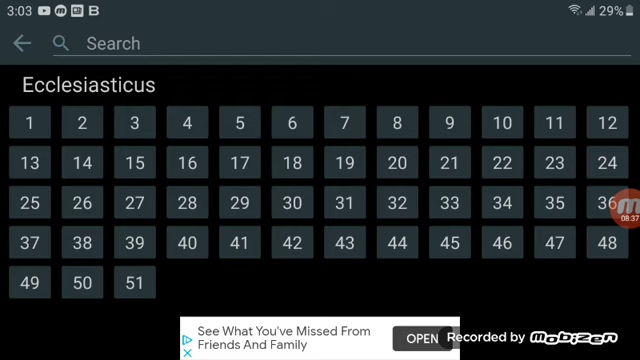 3:03 B 29%
Search
Ecclesiasticus
1 2 3 4 5 6 7 8 9 10 11 12
13 14 15 16 17 18 19 20 21 22 23 24
25 26 27 28 29 30 31 32 33 34 35 36
08:37
37 38 39 40 41 42 43 44 45 46 47 48
49 50 51
See What You've Missed From
Friends And Family
OPEN
Recorded by Mobizen